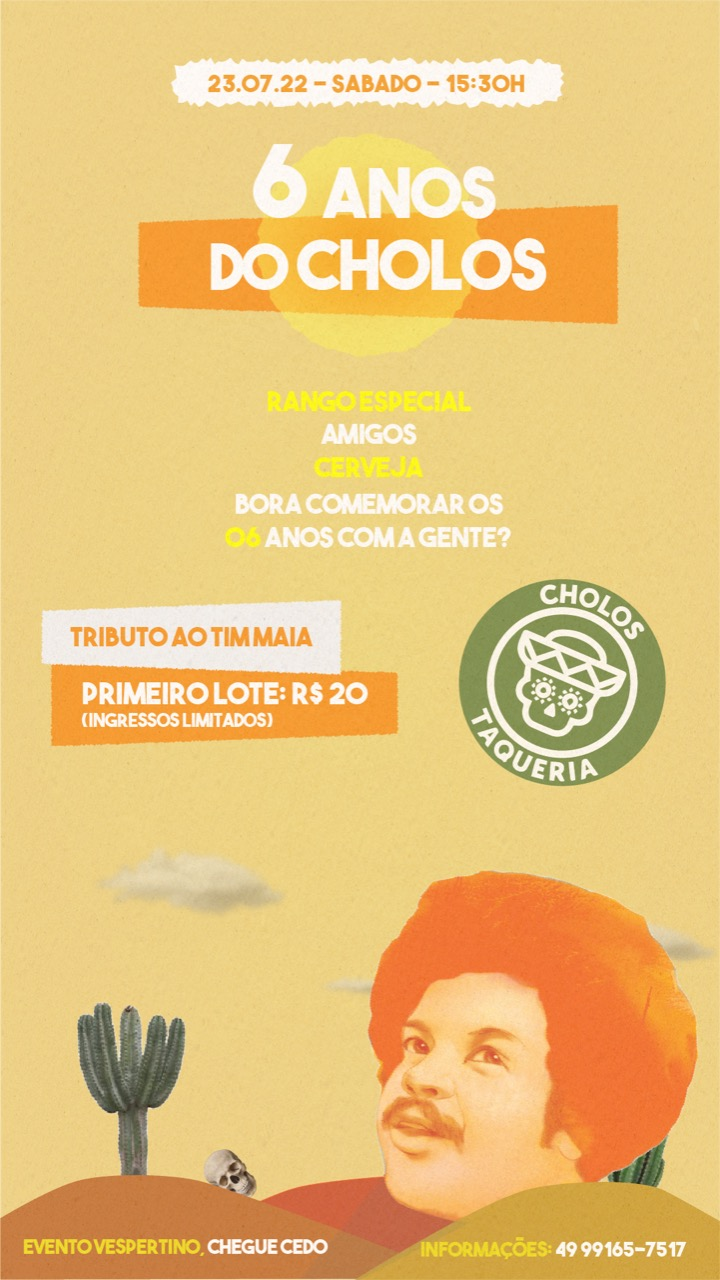 23.07.22 – SABADO – 15:30H
6 ANOS
DO CHOLOS
RANGO ESPECIAL
AMIGOS
CERVEJA
BORA COMEMORAR OS
06 ANOS COM A GENTE?
TRIBUTO AO TIM MAIA
PRIMEIRO LOTE: R$ 20
(INGRESSOS LIMITADOS)
CHOLOS
TAQUERIA
EVENTO VESPERTINO, CHEGUE CEDO
INFORMAÇÕES: 49 99165-7517